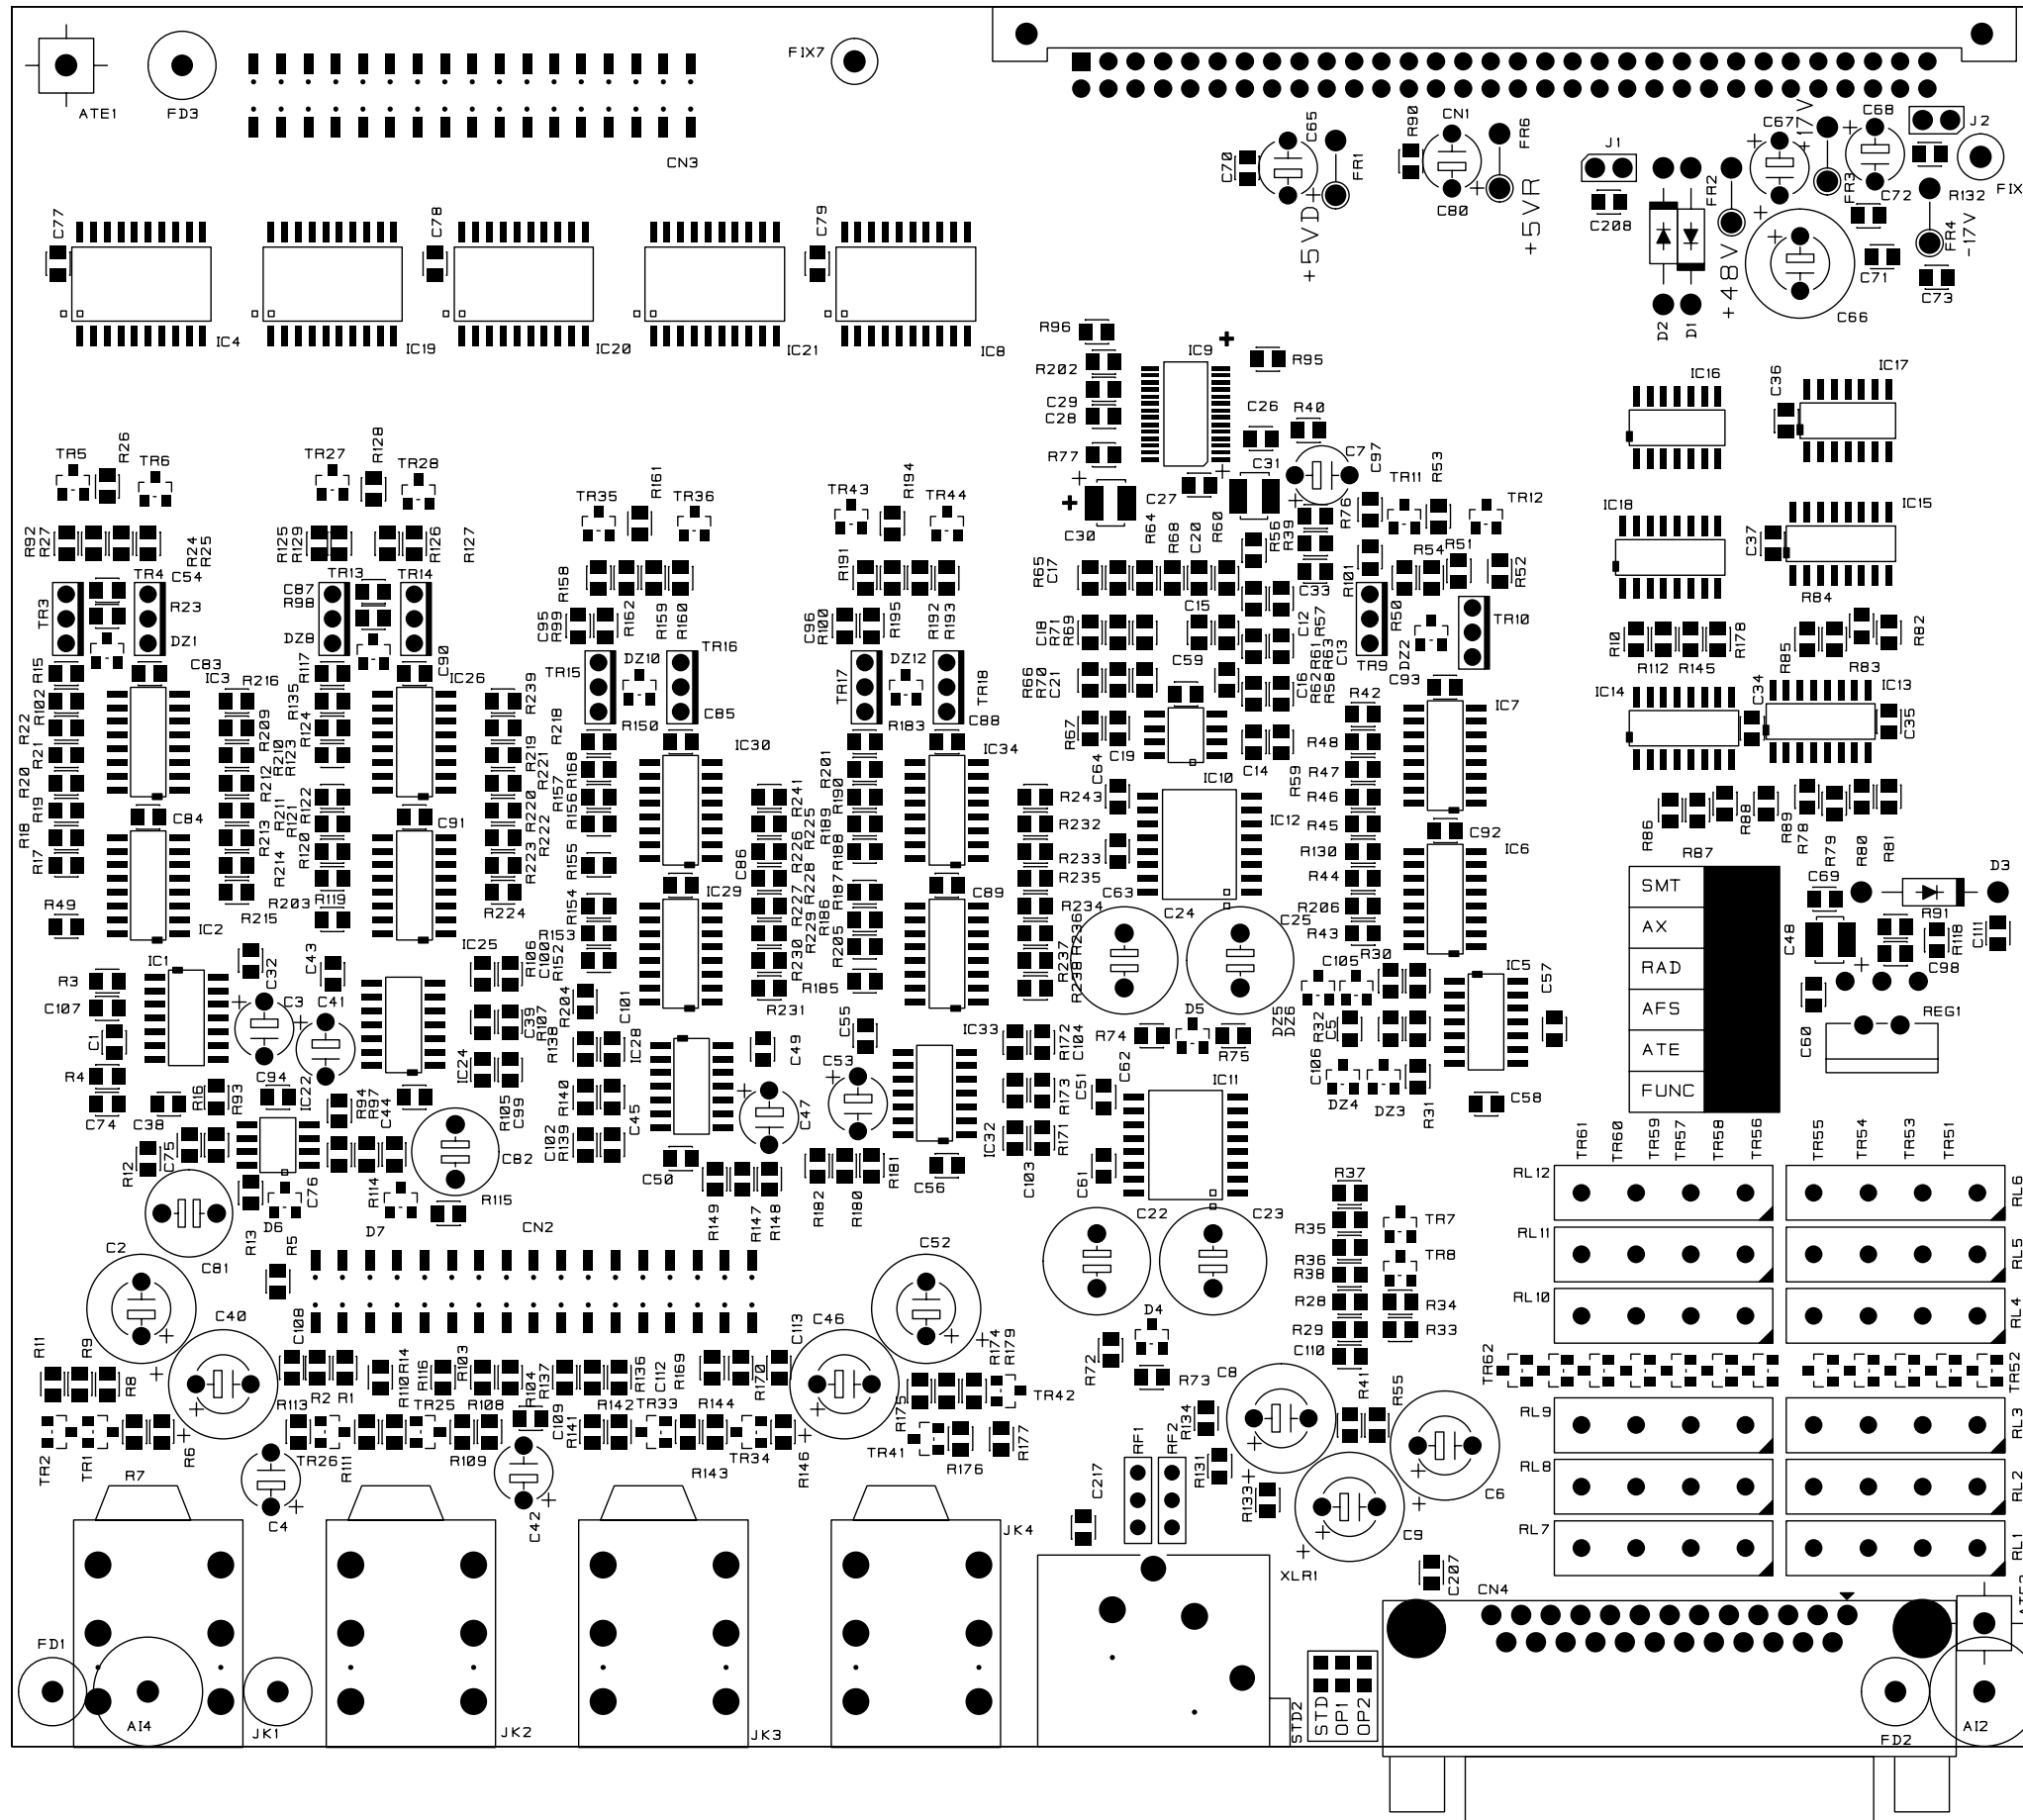 ATE1
FD3
FIX7
CN3
C70
C65
FR1
+5VD
R90
CN1
C80
FR6
+5VR
J1
C208
D2
D1
FR2
+48V
C67
+17V
FR3
C68
C72
J2
R132
FIX
FR4
-17V
C71
C73
C66
C77
C78
C79
IC4
IC19
IC20
IC21
IC8
R96
R202
C29
C28
R77
IC9
R95
C26
R40
C7
C97
C31
C27
C30
IC16
IC17
C36
IC18
IC15
C37
TR5
R26
TR6
TR27
R128
TR28
TR35
R161
TR36
TR43
R194
TR44
TR11
R53
TR12
R92
R27
R24
R25
R125
R129
R126
R127
R64
R68
C20
R60
R56
R39
R76
R54
R51
R52
TR3
TR4
C54
R23
DZ1
TR13
C87
R98
DZ8
TR14
R158
C95
R99
R162
R159
R160
R191
C96
R100
R195
R192
R193
R65
C17
C18
R71
R69
C15
C12
R57
C33
R101
TR9
R50
DZ2
TR10
R84
R10
R112
R145
R178
R85
R83
R82
R15
R102
R22
R21
R20
R19
R18
R17
C83
IC3
R216
R209
R210
R212
R211
R213
R214
R215
R117
R135
R124
R123
R122
R121
R120
R119
R203
C90
IC26
C91
R239
R218
R219
R221
R220
R222
R223
R224
TR15
DZ10
TR16
R150
C85
TR17
DZ12
TR18
R183
C88
R66
R70
C21
R67
C19
C59
IC10
C14
R59
C16
R61
R62
R63
R58
C13
C93
R42
R48
R47
R46
R45
R130
R44
R206
R43
IC7
C92
IC6
IC14
C34
IC13
C35
R168
R157
R156
R155
R154
R153
R152
IC30
C86
IC29
R241
R225
R226
R228
R227
R229
R230
R231
R201
R190
R189
R188
R187
R186
R205
R185
IC34
C89
R243
R232
R233
R235
R234
R236
R237
R238
C64
IC12
C63
C24
C25
R86
R87
R88
R89
R78
R79
R80
R81
SMT
AX
RAD
AFS
ATE
FUNC
C69
D3
R91
C48
R118
C98
C111
C60
REG1
R49
C84
IC2
IC1
R3
C107
C1
R4
C74
C32
C3
C43
C41
IC25
R106
C100
C39
R107
IC24
R105
C99
R204
C101
R138
IC28
R140
C45
C102
R139
C49
C47
C55
C53
IC33
R172
C104
R173
IC32
R171
C103
R74
D5
R75
DZ5
DZ6
C105
R30
R32
C5
IC5
C57
C106
DZ4
DZ3
R31
C58
R16
R93
C94
IC22
R94
R97
C44
C38
C75
R12
C76
R13
D6
R114
D7
C82
R115
C50
R149
R147
R148
R182
R180
R181
C56
C51
C62
IC11
C61
C22
C23
R37
R35
R36
R38
R28
R29
C110
TR7
TR8
R34
R33
TR61
TR60
TR59
TR57
TR58
TR56
TR55
TR54
TR53
TR51
RL12
RL6
RL11
RL5
RL10
RL4
TR62
TR52
RL9
RL3
RL8
RL2
RL7
RL1
C2
C81
R5
CN2
C52
C40
C108
C113
C46
R174
R179
D4
R72
R73
C8
R41
R55
R11
R9
R8
R2
R1
R14
R110
R116
R103
R104
R137
R136
C112
R169
R170
R175
TR42
R134
TR2
TR1
R7
R6
R113
TR26
R111
TR25
R108
R109
C109
R141
R142
TR33
R144
R143
TR34
R146
TR41
R176
R177
RF1
RF2
C217
R131
R133
C6
C9
C4
C42
JK4
XLR1
C207
CN4
FD1
AI4
JK1
JK2
JK3
STD2
STD
OP1
OP2
FD2
AI2